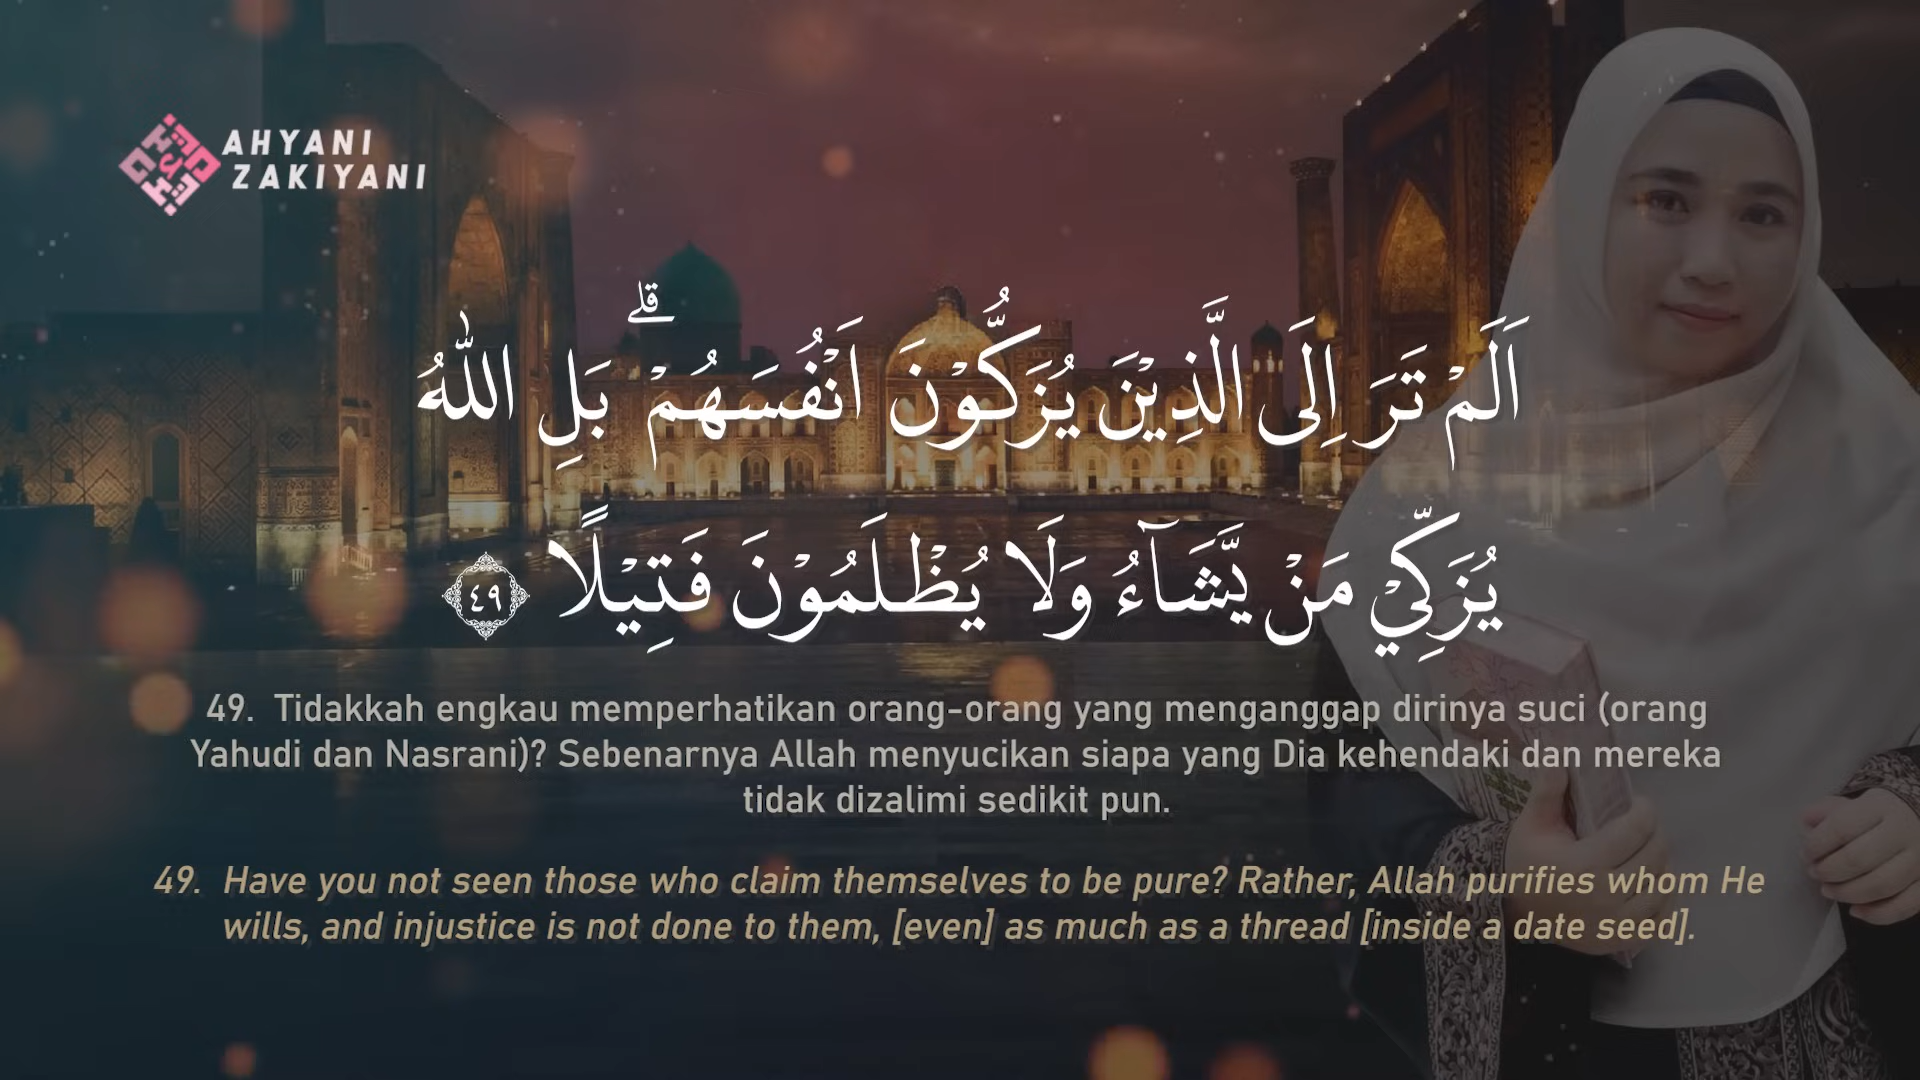 AHYANI
ZAKIYANI
اَلَمْ تَرَ اِلَى الَّذِيْنَ يُزَكُّوْنَ اَنْفُسَهُمْ ۗ بَلِ اللّٰهُ
يُزَكِّيْ مَنْ يَّشَاۤءُ وَلَا يُظْلَمُوْنَ فَتِيْلًا ٤٩
49. Tidakkah engkau memperhatikan orang-orang yang menganggap dirinya suci (orang
Yahudi dan Nasrani)? Sebenarnya Allah menyucikan siapa yang Dia kehendaki dan mereka
tidak dizalimi sedikit pun.
49. Have you not seen those who claim themselves to be pure? Rather, Allah purifies whom He
wills, and injustice is not done to them, [even] as much as a thread [inside a date seed].